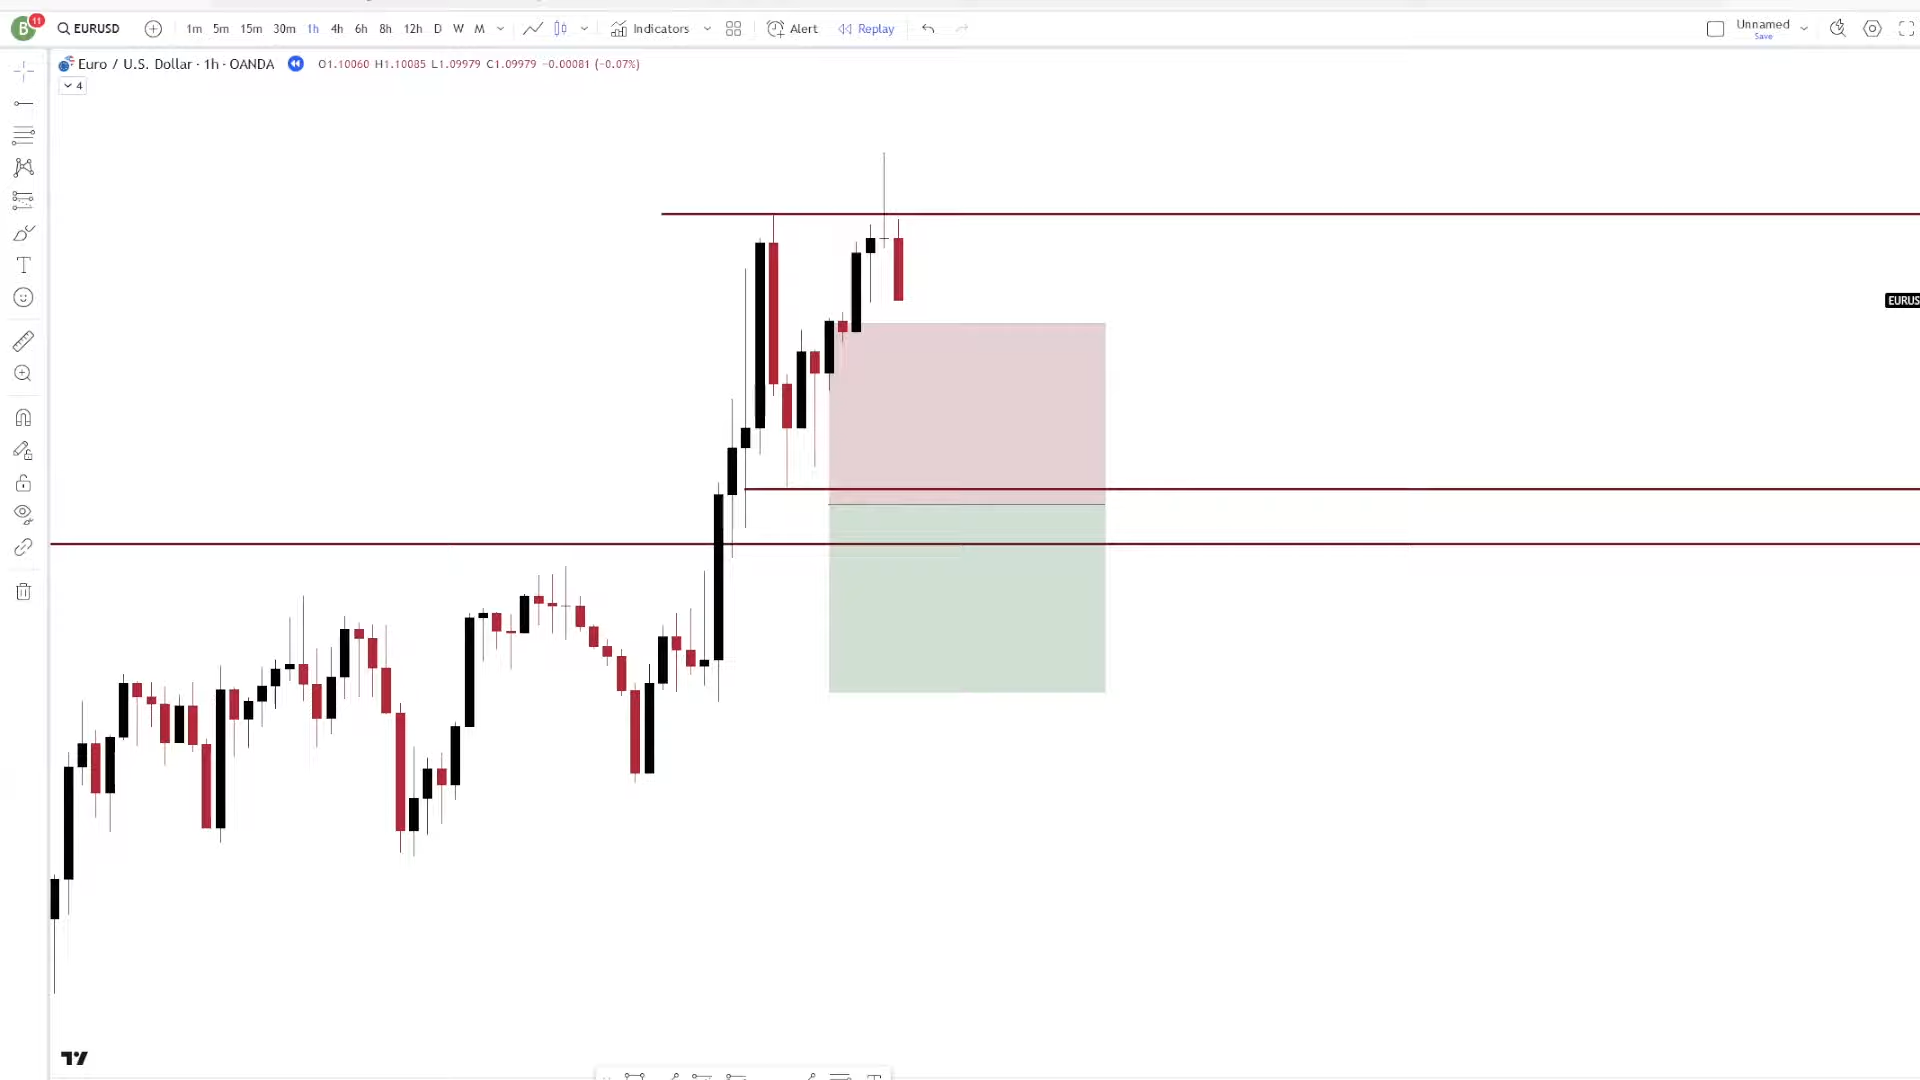 B 11 EURUSD 1m 5m 15m 30m 1h 4h 6h 8h 12h D W M Indicators Alert Replay Unnamed
Save
Euro / U.S. Dollar · 1h · OANDA O1.10060 H1.10085 L1.09979 C1.09979 −0.00081 (−0.07%)
4
T
EURUS